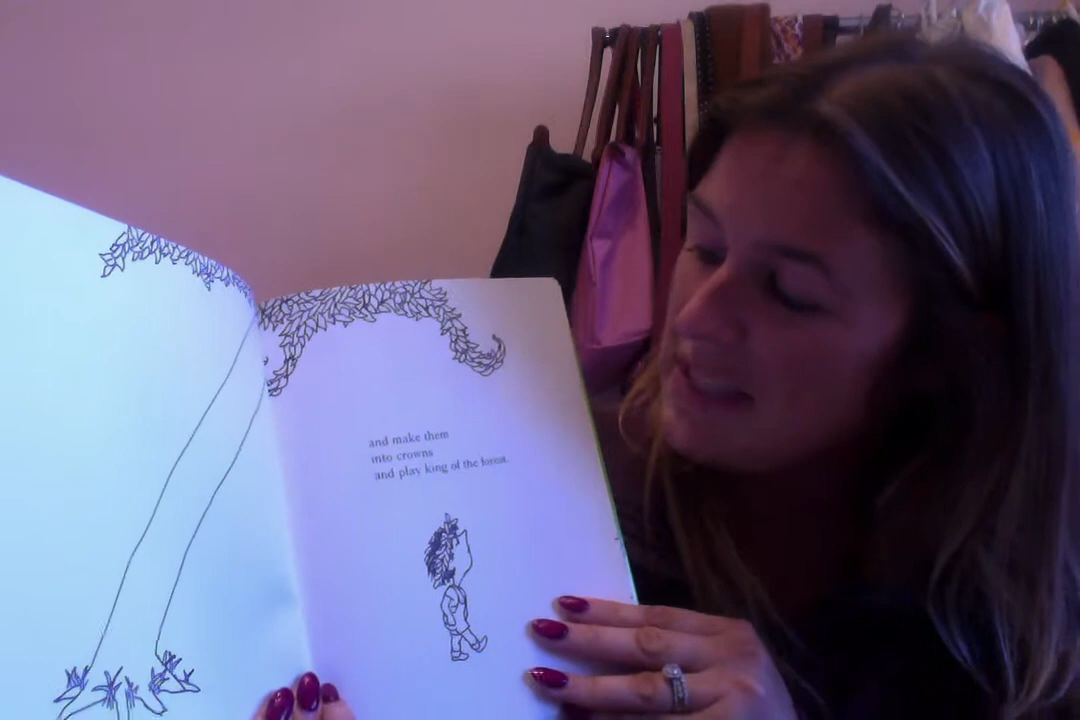 and make them
into crowns
and play king of the forest.